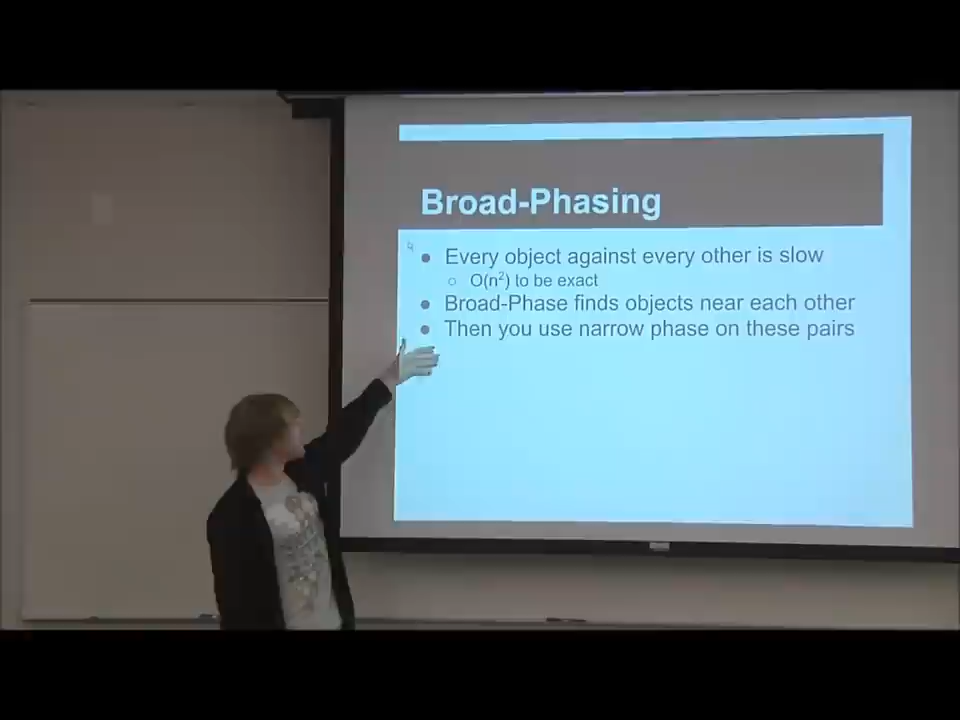 Broad-Phasing
● Every object against every other is slow
○ O(n²) to be exact
● Broad-Phase finds objects near each other
● Then you use narrow phase on these pairs